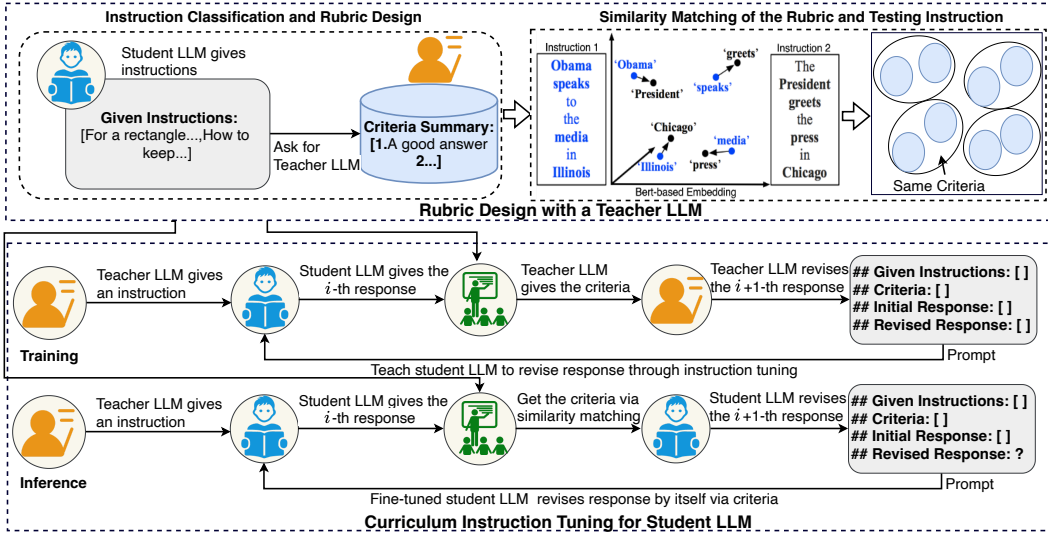 Instruction Classification and Rubric Design
Similarity Matching of the Rubric and Testing Instruction
Student LLM gives
instructions
Given Instructions:
[For a rectangle...,How to
keep...]
Ask for
Teacher LLM
Criteria Summary:
[1.A good answer
2...]
Instruction 1
Obama
speaks
to
the
media
in
Illinois
'Obama'
'President'
'greets'
'speaks'
'Chicago'
'Illinois'
'media'
'press'
Bert-based Embedding
Instruction 2
The
President
greets
the
press
in
Chicago
Same Criteria
Rubric Design with a Teacher LLM
Teacher LLM gives
an instruction
Student LLM gives the
i-th response
Teacher LLM
gives the criteria
Teacher LLM revises
the i+1-th response
## Given Instructions: [ ]
## Criteria: [ ]
## Initial Response: [ ]
## Revised Response: [ ]
Training
Prompt
Teach student LLM to revise response through instruction tuning
Teacher LLM gives
an instruction
Student LLM gives the
i-th response
Get the criteria via
similarity matching
Student LLM revises
the i+1-th response
## Given Instructions: [ ]
## Criteria: [ ]
## Initial Response: [ ]
## Revised Response: ?
Inference
Prompt
Fine-tuned student LLM revises response by itself via criteria
Curriculum Instruction Tuning for Student LLM